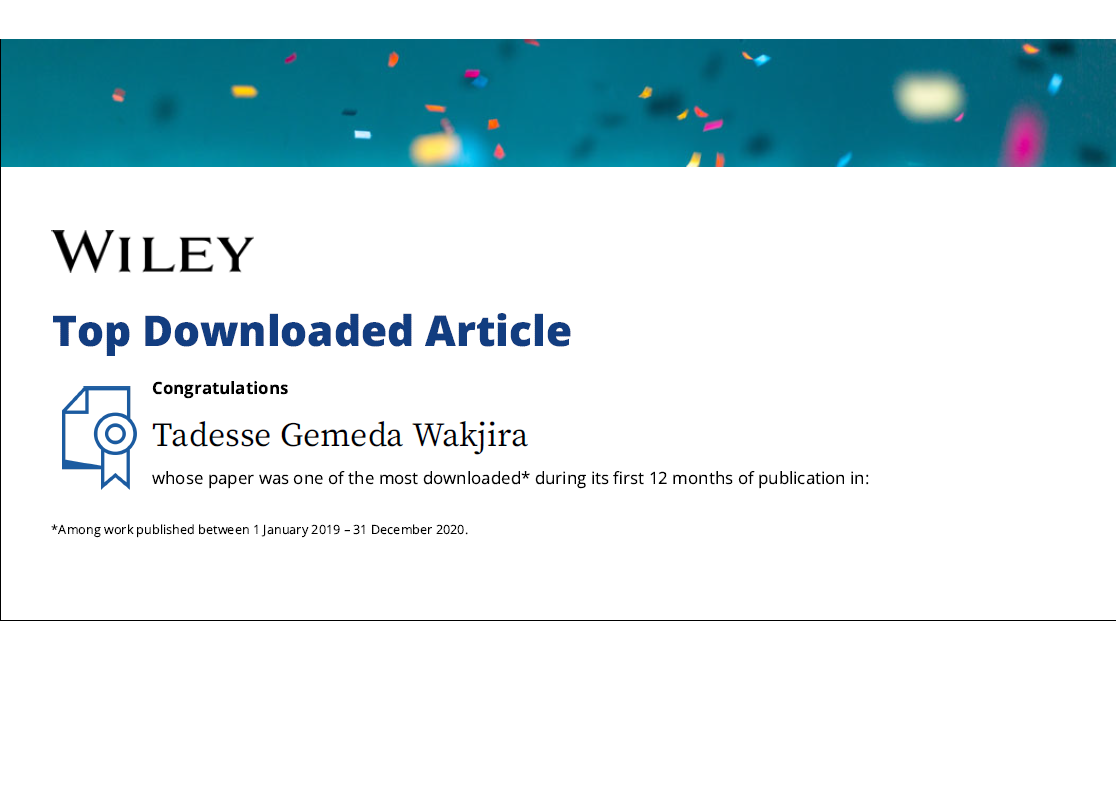 WILEY
Top Downloaded Article
Congratulations
Tadesse Gemeda Wakjira
whose paper was one of the most downloaded* during its first 12 months of publication in:
*Among work published between 1 January 2019 – 31 December 2020.